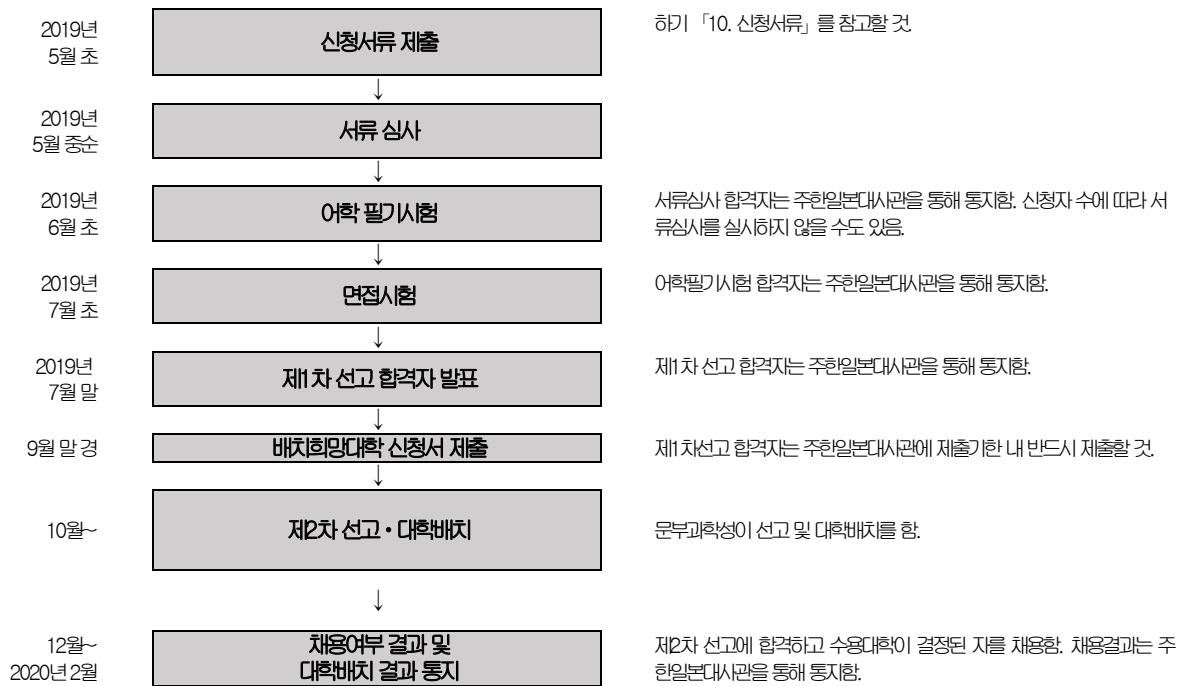 2019년
5월 초
신청서류 제출
하기 「10. 신청서류」를 참고할 것.
↓
2019년
5월 중순
서류 심사
↓
2019년
6월 초
어학 필기시험
서류심사 합격자는 주한일본대사관을 통해 통지함. 신청자 수에 따라 서
류심사를 실시하지 않을 수도 있음.
↓
2019년
7월 초
면접시험
어학필기시험 합격자는 주한일본대사관을 통해 통지함.
↓
2019년
7월 말
제1차 선고 합격자 발표
제1차 선고 합격자는 주한일본대사관을 통해 통지함.
↓
9월 말 경
배치희망대학 신청서 제출
제1차선고 합격자는 주한일본대사관에 제출기한 내 반드시 제출할 것.
↓
10월~
제2차 선고・대학배치
문부과학성이 선고 및 대학배치를 함.
↓
12월~
2020년 2월
채용여부 결과 및
대학배치 결과 통지
제2차 선고에 합격하고 수용대학이 결정된 자를 채용함. 채용결과는 주
한일본대사관을 통해 통지함.